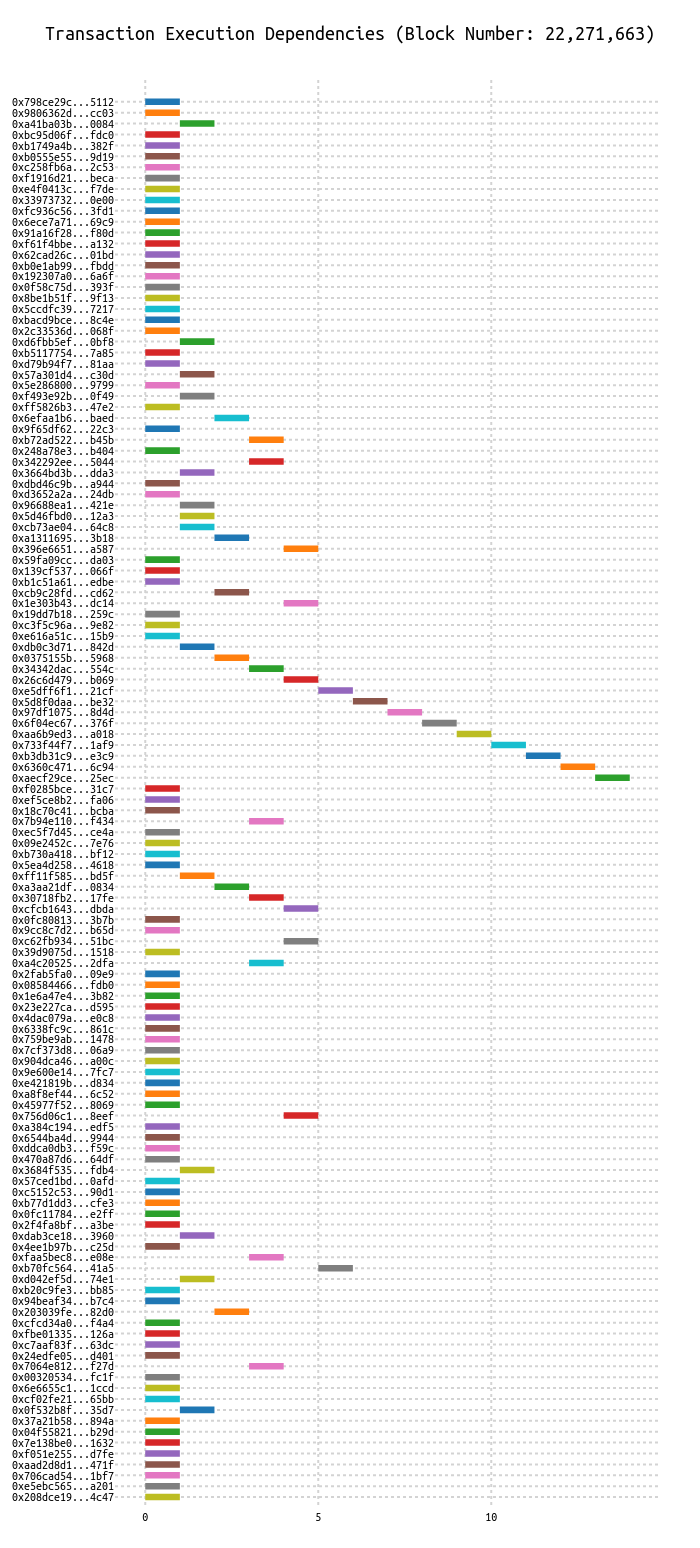 Transaction Execution Dependencies (Block Number: 22,271,663)
0x798ce29c...5112
0x9806362d...cc03
0xa41ba03b...0084
0xbc95d06f...fdc0
0xb1749a4b...382f
0xb0555e55...9d19
0xc258fb6a...2c53
0xf1916d21...beca
0xe4f0413c...f7de
0x33973732...0e00
0xfc936c56...3fd1
0x6ece7a71...69c9
0x91a16f28...f80d
0xf61f4bbe...a132
0x62cad26c...01bd
0xb0e1ab99...fbdd
0x192307a0...6a6f
0x0f58c75d...393f
0x8be1b51f...9f13
0x5ccdfc39...7217
0xbacd9bce...8c4e
0x2c33536d...068f
0xd6fbb5ef...0bf8
0xb5117754...7a85
0xd79b94f7...81aa
0x57a301d4...c30d
0x5e286800...9799
0xf493e92b...0f49
0xff5826b3...47e2
0x6efaa1b6...baed
0x9f65df62...22c3
0xb72ad522...b45b
0x248a78e3...b404
0x342292ee...5044
0x3664bd3b...dda3
0xdbd46c9b...a944
0xd3652a2a...24db
0x96688ea1...421e
0x5d46fbd0...12a3
0xcb73ae04...64c8
0xa1311695...3b18
0x396e6651...a587
0x59fa09cc...da03
0x139cf537...066f
0xb1c51a61...edbe
0xcb9c28fd...cd62
0x1e303b43...dc14
0x19dd7b18...259c
0xc3f5c96a...9e82
0xe616a51c...15b9
0xdb0c3d71...842d
0x0375155b...5968
0x34342dac...554c
0x26c6d479...b069
0xe5dff6f1...21cf
0x5d8f0daa...be32
0x97df1075...8d4d
0x6f04ec67...376f
0xaa6b9ed3...a018
0x733f44f7...1af9
0xb3db31c9...e3c9
0x6360c471...6c94
0xaecf29ce...25ec
0xf0285bce...31c7
0xef5ce8b2...fa06
0x18c70c41...bcba
0x7b94e110...f434
0xec5f7d45...ce4a
0x09e2452c...7e76
0xb730a418...bf12
0x5ea4d258...4618
0xff11f585...bd5f
0xa3aa21df...0834
0x30718fb2...17fe
0xcfcb1643...dbda
0x0fc80813...3b7b
0x9cc8c7d2...b65d
0xc62fb934...51bc
0x39d9075d...1518
0xa4c20525...2dfa
0x2fab5fa0...09e9
0x08584466...fdb0
0x1e6a47e4...3b82
0x23e227ca...d595
0x4dac079a...e0c8
0x6338fc9c...861c
0x759be9ab...1478
0x7cf373d8...06a9
0x904dca46...a00c
0x9e600e14...7fc7
0xe421819b...d834
0xa8f8ef44...6c52
0x45977f52...8069
0x756d06c1...8eef
0xa384c194...edf5
0x6544ba4d...9944
0xddca0db3...f59c
0x470a87d6...64df
0x3684f535...fdb4
0x57ced1bd...0afd
0xc5152c53...90d1
0xb77d1dd3...cfe3
0x0fc11784...e2ff
0x2f4fa8bf...a3be
0xdab3ce18...3960
0x4ee1b97b...c25d
0xfaa5bec8...e08e
0xb70fc564...41a5
0xd042ef5d...74e1
0xb20c9fe3...bb85
0x94beaf34...b7c4
0x203039fe...82d0
0xcfcd34a0...f4a4
0xfbe01335...126a
0xc7aaf83f...63dc
0x24edfe05...d401
0x7064e812...f27d
0x00320534...fc1f
0x6e6655c1...1ccd
0xcf02fe21...65bb
0x0f532b8f...35d7
0x37a21b58...894a
0x04f55821...b29d
0x7e138be0...1632
0xf051e255...d7fe
0xaad2d8d1...471f
0x706cad54...1bf7
0xe5ebc565...a201
0x208dce19...4c47
0 5 10